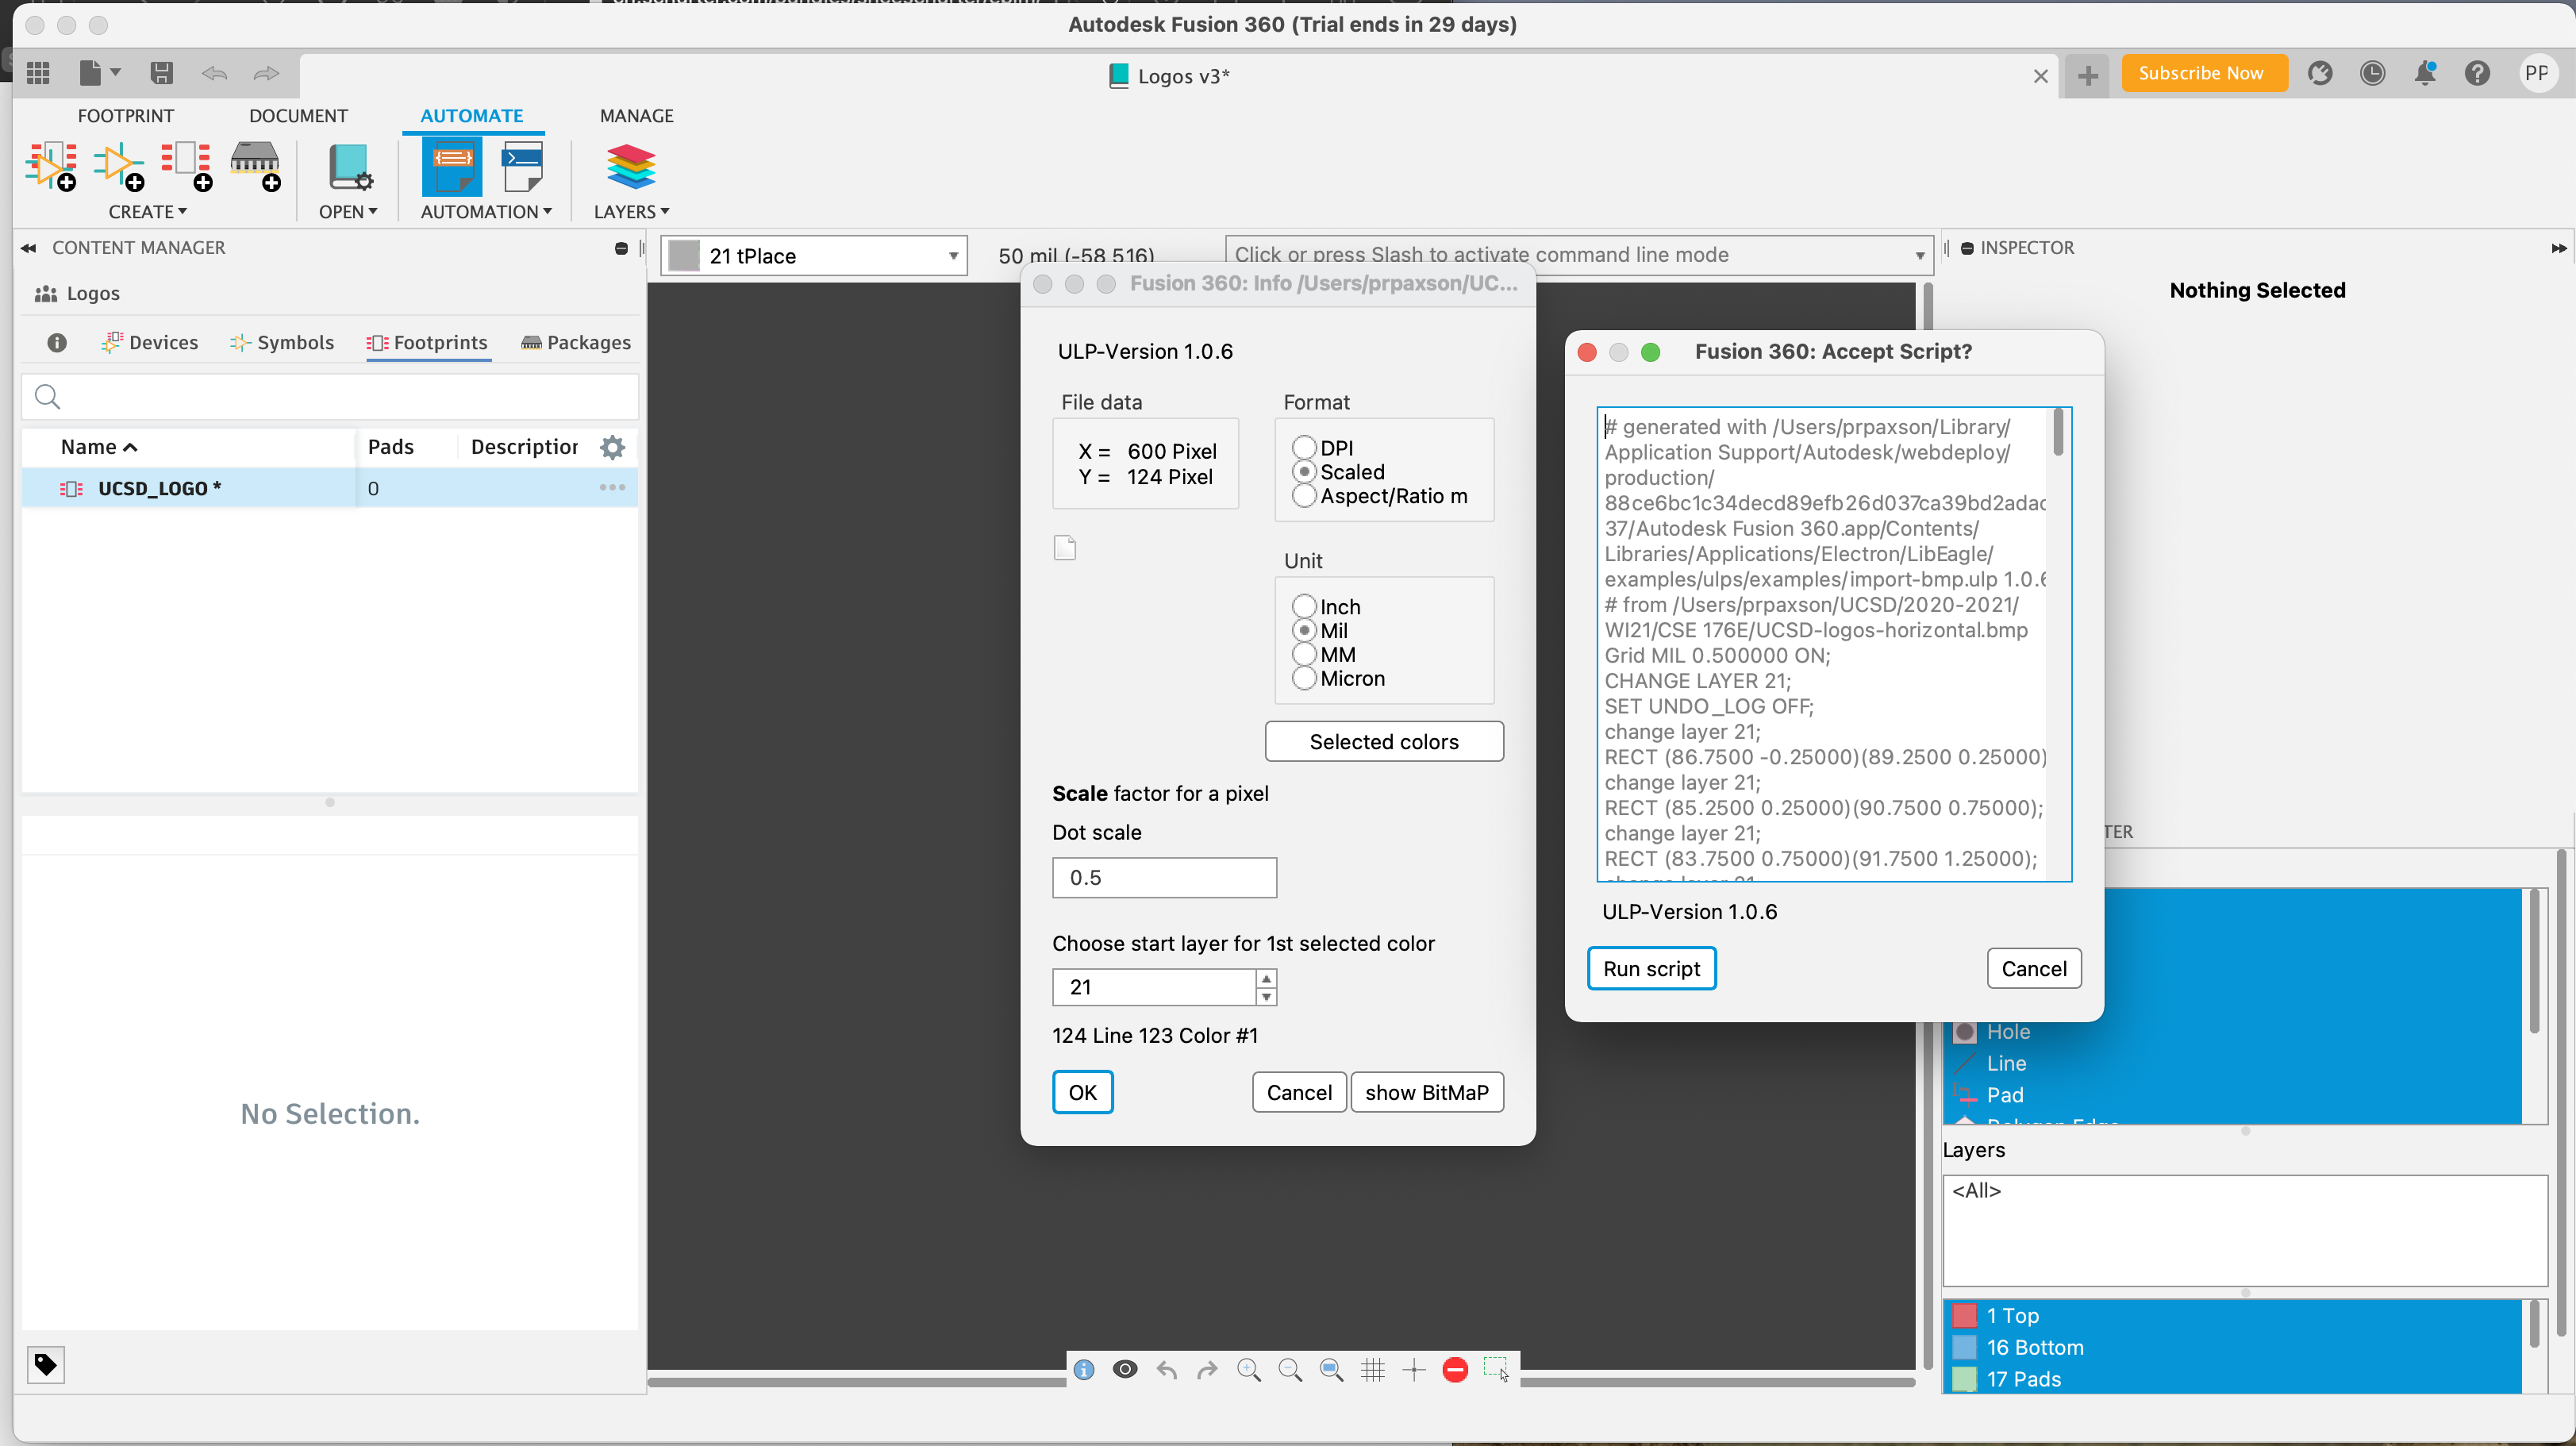 Autodesk Fusion 360 (Trial ends in 29 days)
Logos v3*
Subscribe Now
PP
FOOTPRINT
DOCUMENT
AUTOMATE
MANAGE
CREATE
OPEN
AUTOMATION
LAYERS
CONTENT MANAGER
21 tPlace
50 mil (-58 516)
Click or press Slash to activate command line mode
INSPECTOR
Nothing Selected
Logos
Devices
Symbols
Footprints
Packages
Name
Pads
Description
UCSD_LOGO *
0
No Selection.
Fusion 360: Info /Users/prpaxson/UC...
ULP-Version 1.0.6
File data
X = 600 Pixel
Y = 124 Pixel
Format
DPI
Scaled
Aspect/Ratio m
Unit
Inch
Mil
MM
Micron
Selected colors
Scale factor for a pixel
Dot scale
0.5
Choose start layer for 1st selected color
21
124 Line 123 Color #1
OK
Cancel
show BitMaP
Fusion 360: Accept Script?
# generated with /Users/prpaxson/Library/
Application Support/Autodesk/webdeploy/
production/
88ce6bc1c34decd89efb26d037ca39bd2adac
37/Autodesk Fusion 360.app/Contents/
Libraries/Applications/Electron/LibEagle/
examples/ulps/examples/import-bmp.ulp 1.0.6
# from /Users/prpaxson/UCSD/2020-2021/
WI21/CSE 176E/UCSD-logos-horizontal.bmp
Grid MIL 0.500000 ON;
CHANGE LAYER 21;
SET UNDO_LOG OFF;
change layer 21;
RECT (86.7500 -0.25000)(89.2500 0.25000)
change layer 21;
RECT (85.2500 0.25000)(90.7500 0.75000);
change layer 21;
RECT (83.7500 0.75000)(91.7500 1.25000);
change layer 21
ULP-Version 1.0.6
Run script
Cancel
TER
Hole
Line
Pad
Polygon Edge
Layers
<All>
1 Top
16 Bottom
17 Pads